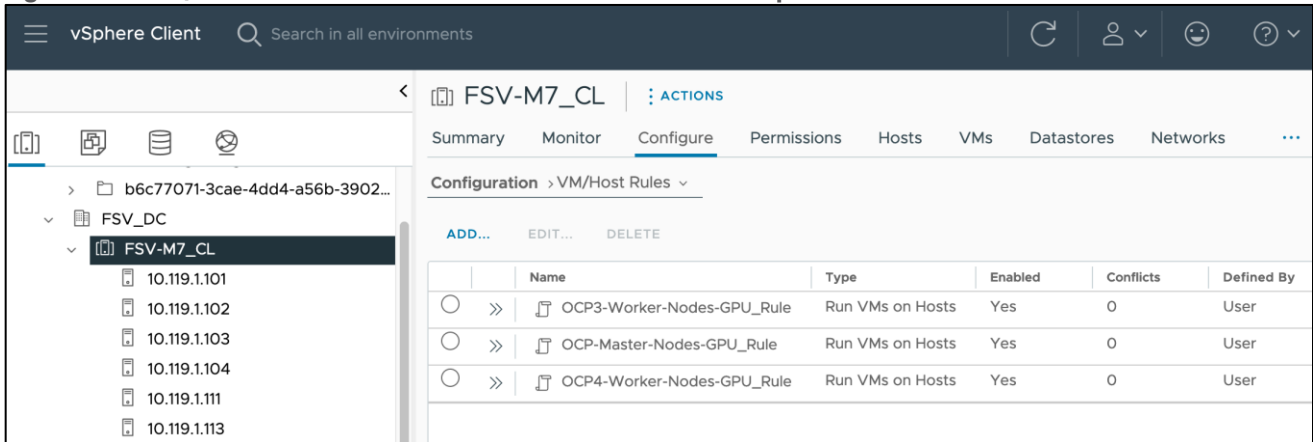 vSphere Client Search in all environments
FSV-M7_CL ACTIONS
Summary Monitor Configure Permissions Hosts VMs Datastores Networks ...
b6c77071-3cae-4dd4-a56b-3902...
Configuration > VM/Host Rules
FSV_DC
ADD... EDIT... DELETE
FSV-M7_CL
10.119.1.101
10.119.1.102
10.119.1.103
10.119.1.104
10.119.1.111
10.119.1.113
Name Type Enabled Conflicts Defined By
OCP3-Worker-Nodes-GPU_Rule Run VMs on Hosts Yes 0 User
OCP-Master-Nodes-GPU_Rule Run VMs on Hosts Yes 0 User
OCP4-Worker-Nodes-GPU_Rule Run VMs on Hosts Yes 0 User